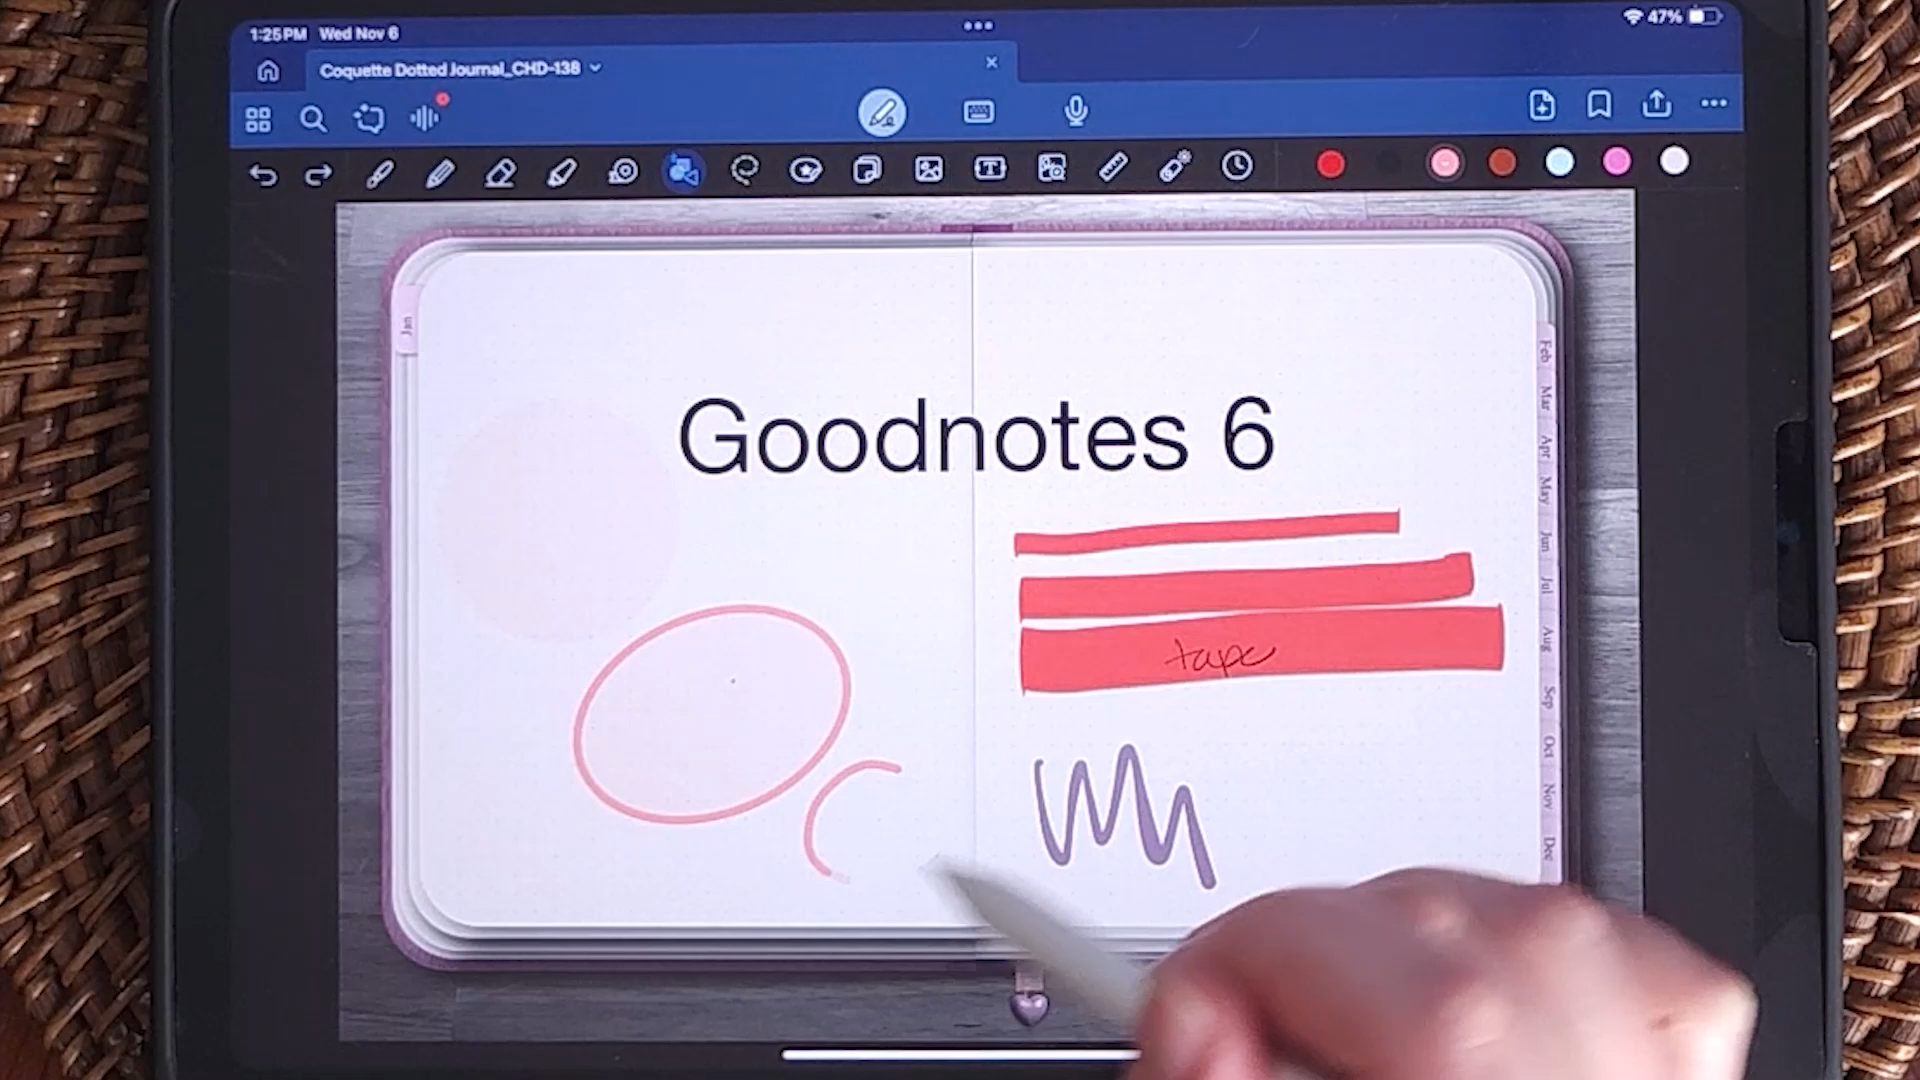 1:25 PM Wed Nov 6
47%
Coquette Dotted Journal_CHD-138
Jan
Goodnotes 6
tape
Feb
Mar
Apr
May
Jun
Jul
Aug
Sep
Oct
Nov
Dec